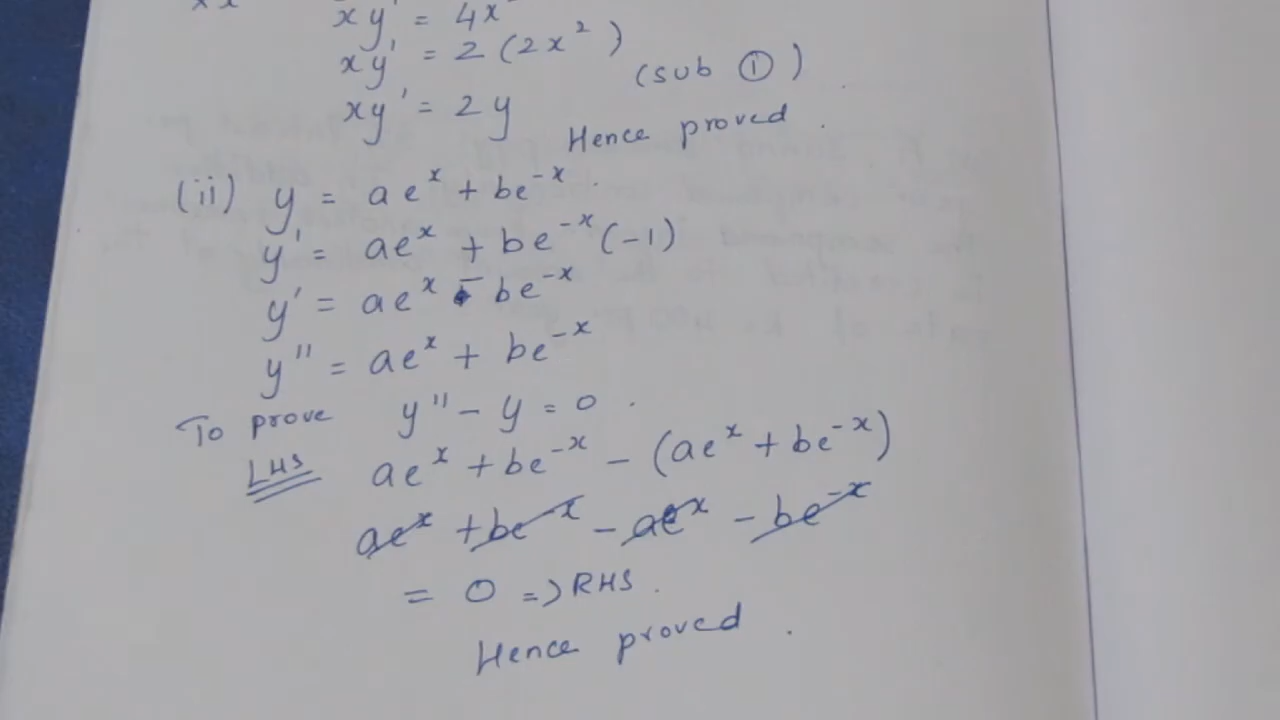 xy' = 4x
xy' = 2 (2x²)
(sub ①)
xy' = 2y
Hence proved.
(ii) y = ae^x + be^-x.
y' = ae^x + be^-x (-1)
y' = ae^x - be^-x
y'' = ae^x + be^-x
To prove y'' - y = 0.
LHS ae^x + be^-x - (ae^x + be^-x)
ae^x + be^-x - ae^x - be^-x
= 0 => RHS.
Hence proved.